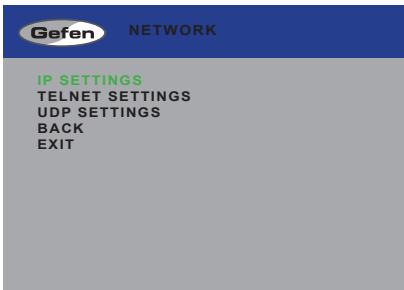 Gefen NETWORK
IP SETTINGS
TELNET SETTINGS
UDP SETTINGS
BACK
EXIT